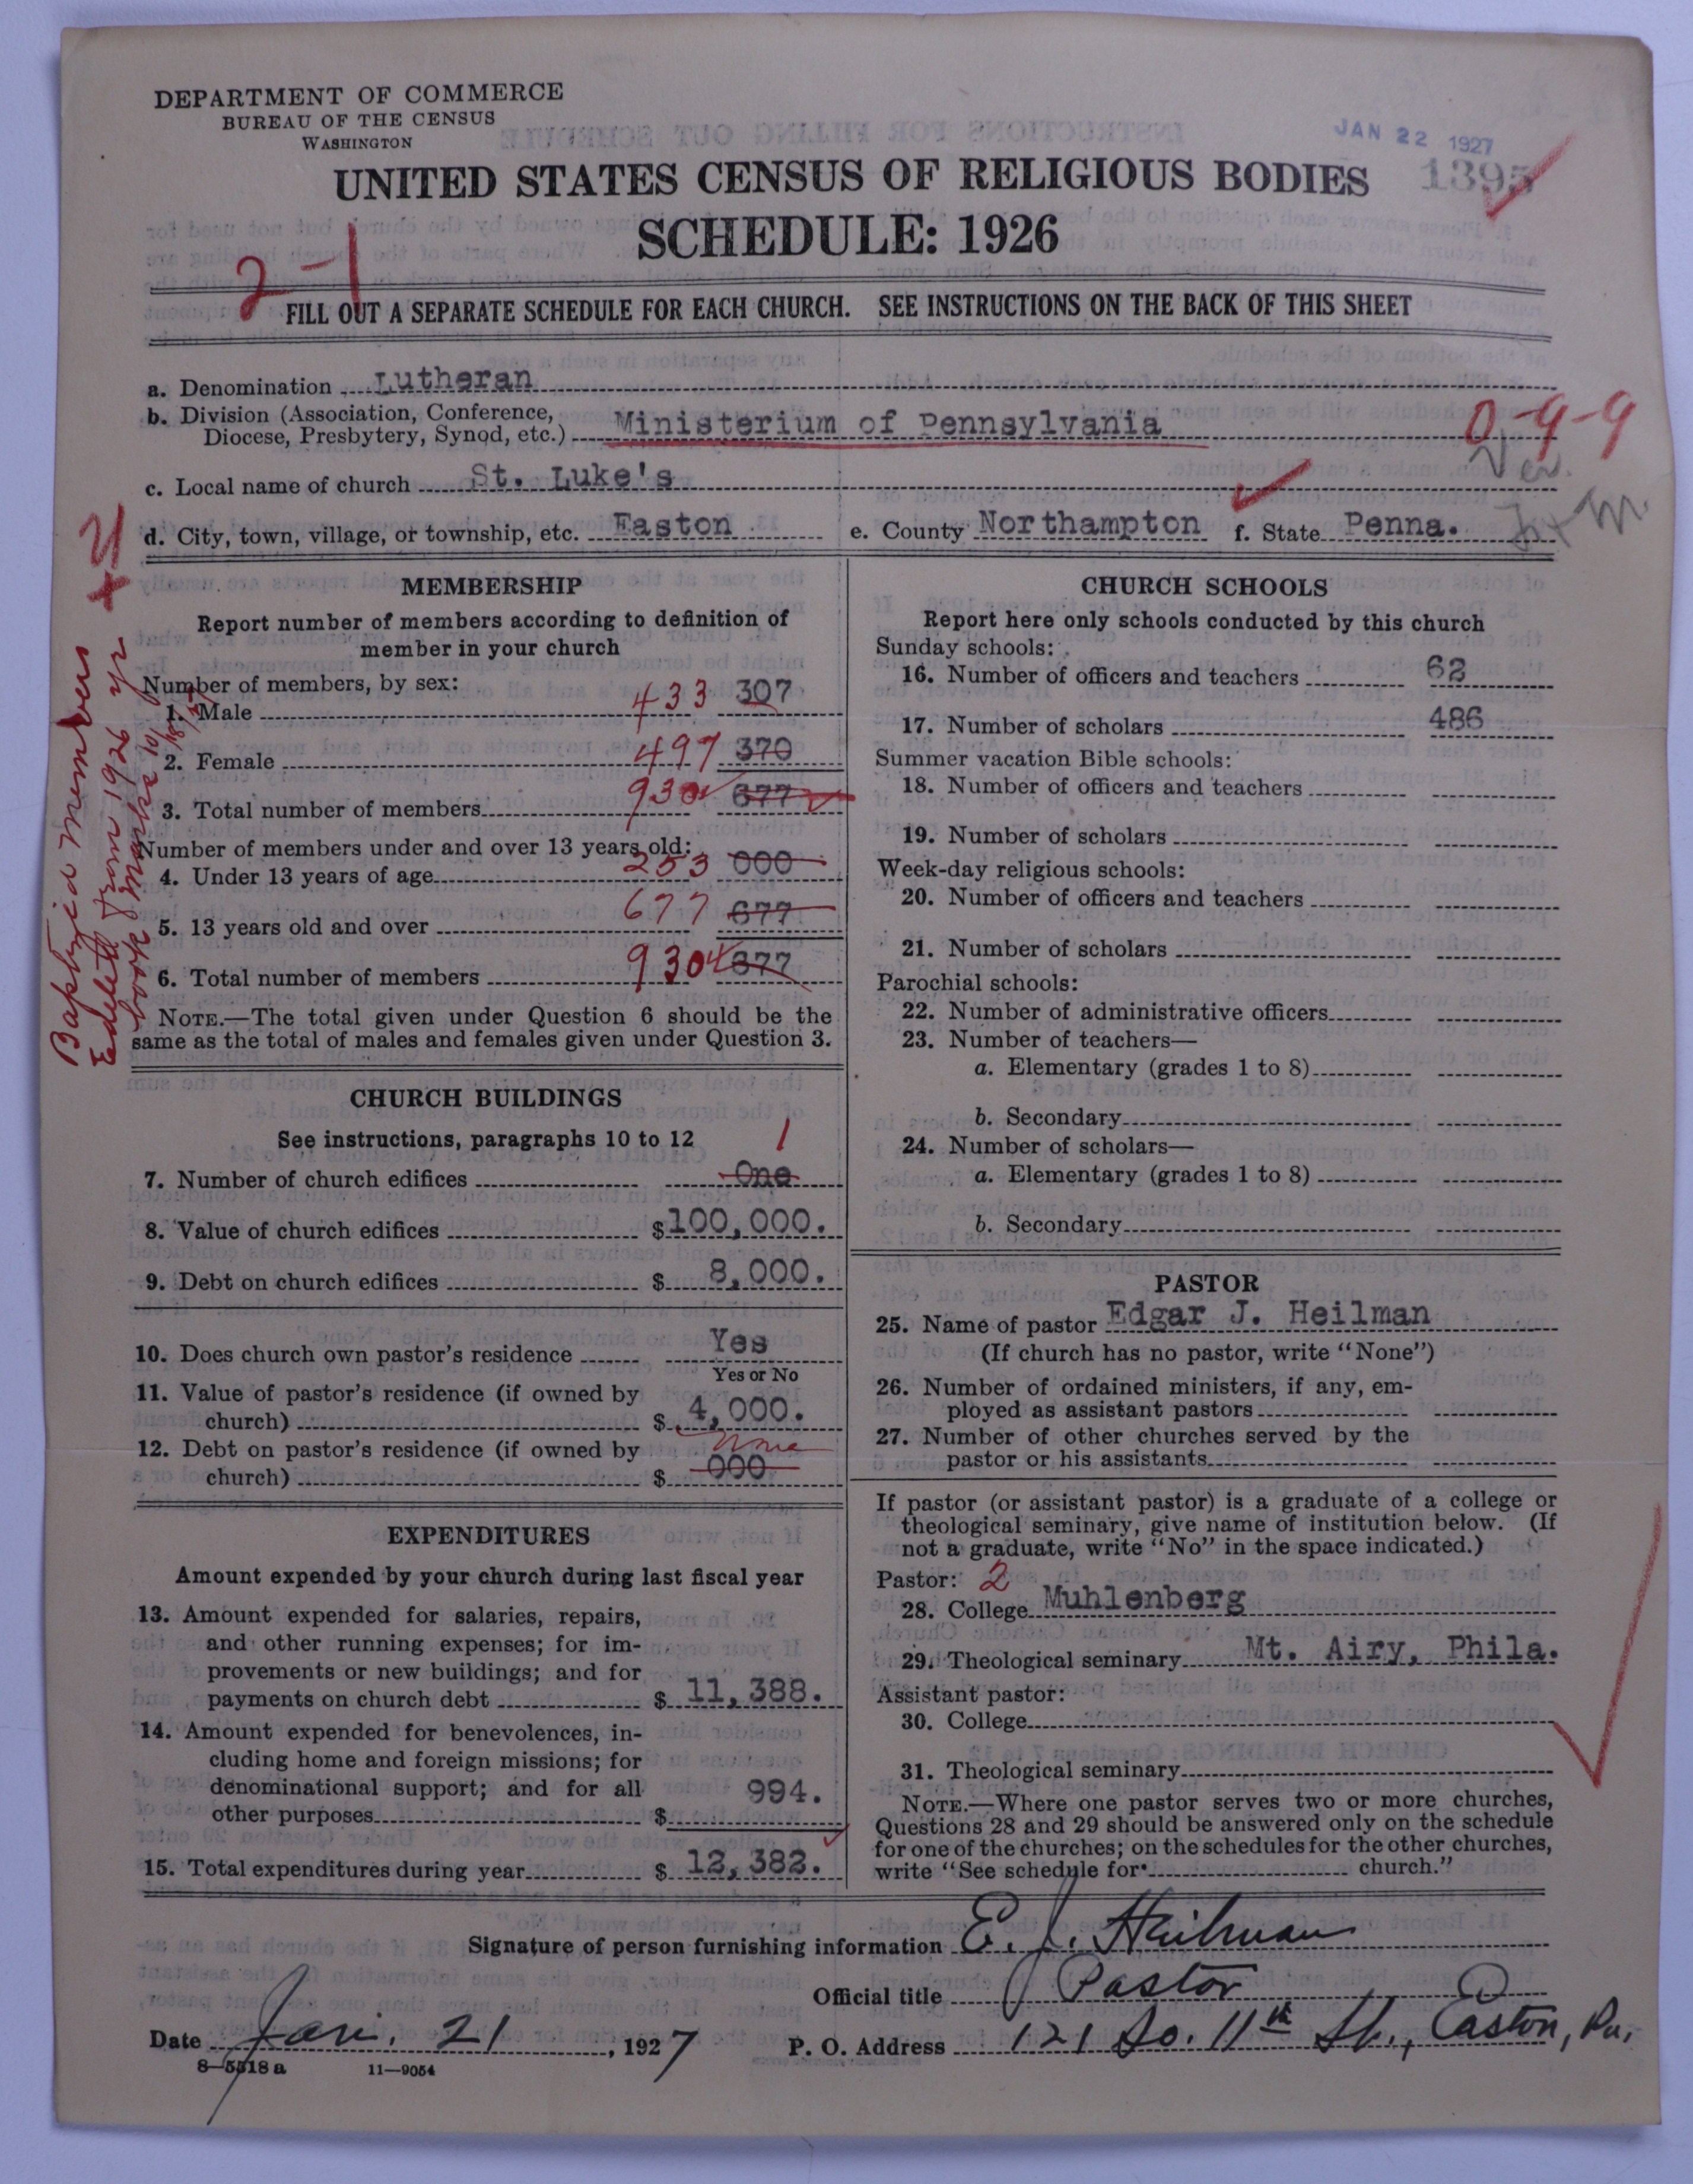 DEPARTMENT OF COMMERCE
BUREAU OF THE CENSUS
WASHINGTON
JAN 22 1927
1395
UNITED STATES CENSUS OF RELIGIOUS BODIES
SCHEDULE: 1926
2-1
FILL OUT A SEPARATE SCHEDULE FOR EACH CHURCH. SEE INSTRUCTIONS ON THE BACK OF THIS SHEET
a. Denomination Lutheran
b. Division (Association, Conference,
Diocese, Presbytery, Synod, etc.) Ministerium of Pennsylvania 0-9-9
Ver.
c. Local name of church St. Luke's
d. City, town, village, or township, etc. Easton e. County Northampton f. State Penna.
Baptized members
Edited from 1926 yr
book Marks 10/18/27
MEMBERSHIP
Report number of members according to definition of
member in your church
Number of members, by sex:
1. Male 433 307
2. Female 497 370
3. Total number of members 930 677
Number of members under and over 13 years old:
4. Under 13 years of age 253 000
5. 13 years old and over 677 677
6. Total number of members 930 677
NOTE.—The total given under Question 6 should be the
same as the total of males and females given under Question 3.
CHURCH BUILDINGS
See instructions, paragraphs 10 to 12
1
7. Number of church edifices One
8. Value of church edifices $100,000.
9. Debt on church edifices $ 8,000.
10. Does church own pastor's residence Yes
Yes or No
11. Value of pastor's residence (if owned by
church) $ 4,000.
12. Debt on pastor's residence (if owned by none
church) $ 000
EXPENDITURES
Amount expended by your church during last fiscal year
13. Amount expended for salaries, repairs,
and other running expenses; for im-
provements or new buildings; and for
payments on church debt $ 11,388.
14. Amount expended for benevolences, in-
cluding home and foreign missions; for
denominational support; and for all
other purposes $ 994.
15. Total expenditures during year $ 12,382.
CHURCH SCHOOLS
Report here only schools conducted by this church
Sunday schools:
16. Number of officers and teachers 62
17. Number of scholars 486
Summer vacation Bible schools:
18. Number of officers and teachers
19. Number of scholars
Week-day religious schools:
20. Number of officers and teachers
21. Number of scholars
Parochial schools:
22. Number of administrative officers
23. Number of teachers—
a. Elementary (grades 1 to 8)
b. Secondary
24. Number of scholars—
a. Elementary (grades 1 to 8)
b. Secondary
PASTOR
25. Name of pastor Edgar J. Heilman
(If church has no pastor, write "None")
26. Number of ordained ministers, if any, em-
ployed as assistant pastors
27. Number of other churches served by the
pastor or his assistants
If pastor (or assistant pastor) is a graduate of a college or
theological seminary, give name of institution below. (If
not a graduate, write "No" in the space indicated.)
Pastor: 2
28. College Muhlenberg
29. Theological seminary Mt. Airy, Phila.
Assistant pastor:
30. College
31. Theological seminary
NOTE.—Where one pastor serves two or more churches,
Questions 28 and 29 should be answered only on the schedule
for one of the churches; on the schedules for the other churches,
write "See schedule for church."
Signature of person furnishing information E. J. Heilman
Official title Pastor
Date Jan. 21, 1927 P. O. Address 121 So. 11th St., Easton, Pa.
8-5518 a 11-9054